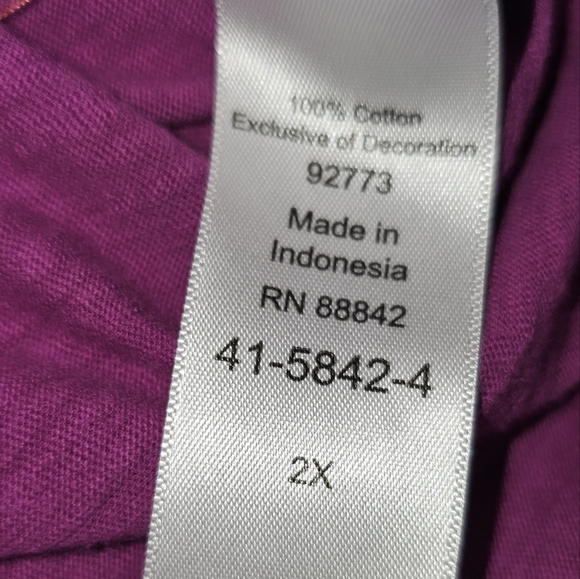 100% Cotton
Exclusive of Decoration
92773
Made in
Indonesia
RN 88842
41-5842-4
2X